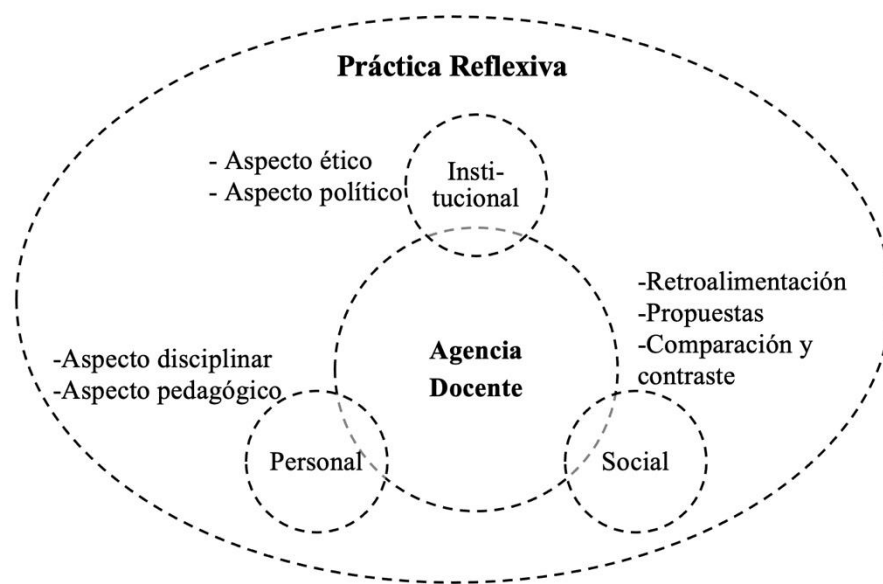 Práctica Reflexiva
- Aspecto ético
- Aspecto político
Insti-
tucional
-Retroalimentación
-Propuestas
-Comparación y
contraste
Agencia
Docente
-Aspecto disciplinar
-Aspecto pedagógico
Personal
Social